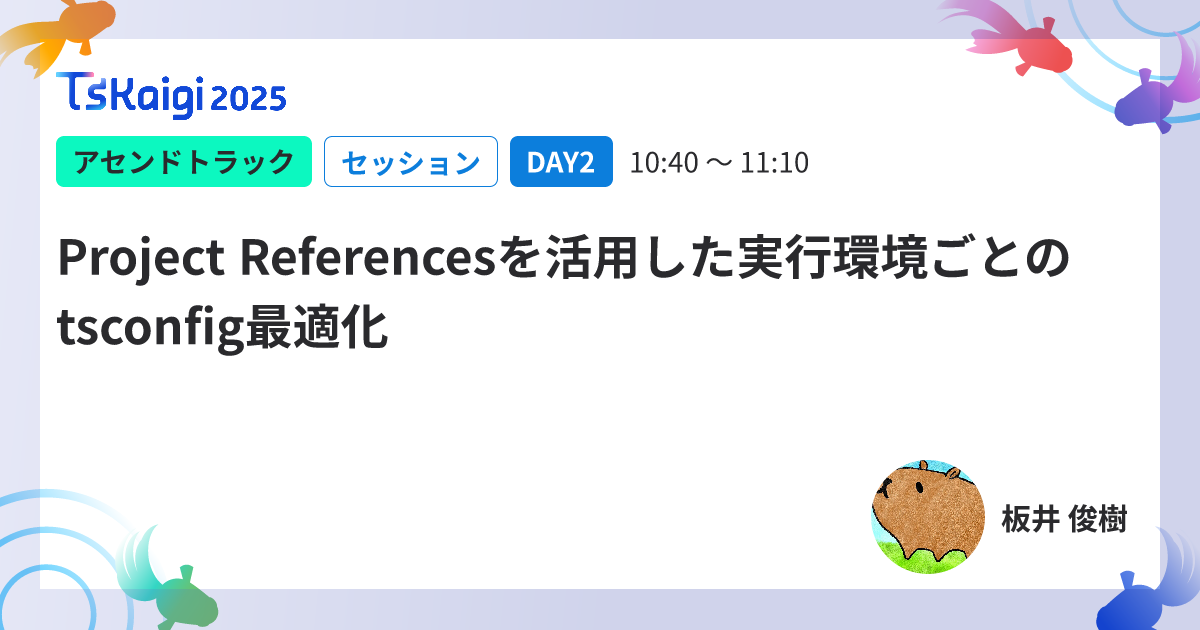 TsKaigi 2025
アセンドトラック セッション DAY2 10:40 〜 11:10
Project Referencesを活用した実行環境ごとの
tsconfig最適化
板井 俊樹